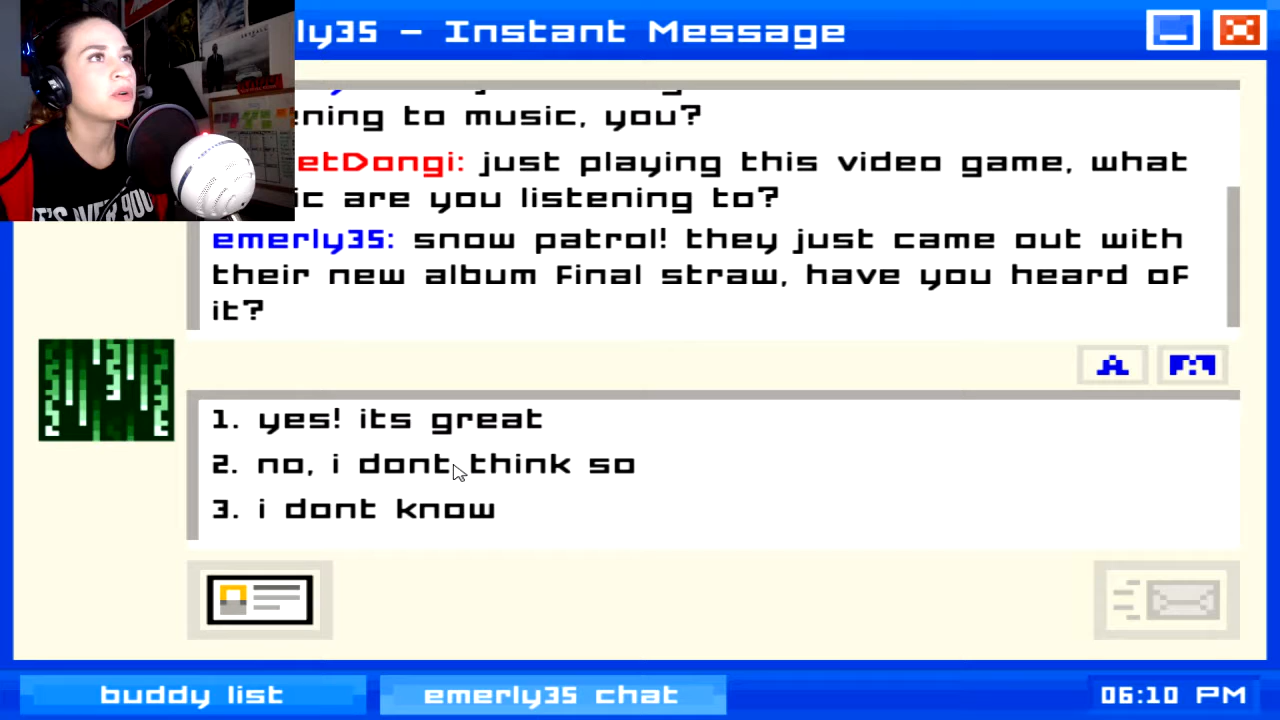 ly35 - Instant Message
ening to music, you?
etDongi: just playing this video game, what
ic are you listening to?
emerly35: snow patrol! they just came out with
their new album final straw, have you heard of
it?
A M
1. yes! its great
2. no, i dont think so
3. i dont know
buddy list
emerly35 chat
06:10 PM